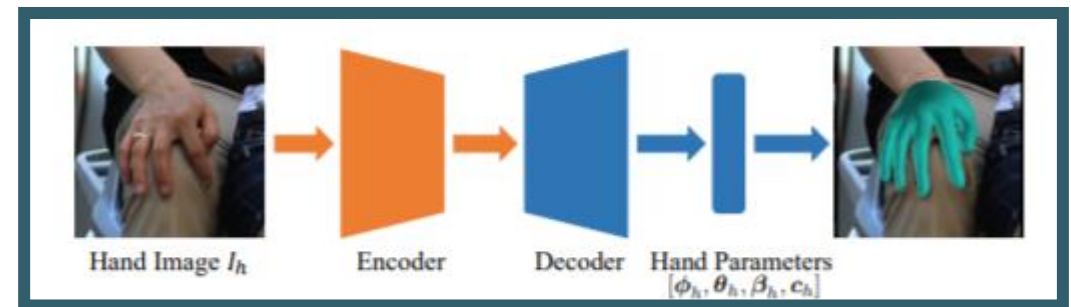 Hand Image I_h
Encoder
Decoder
Hand Parameters
[ϕ_h, θ_h, β_h, c_h]